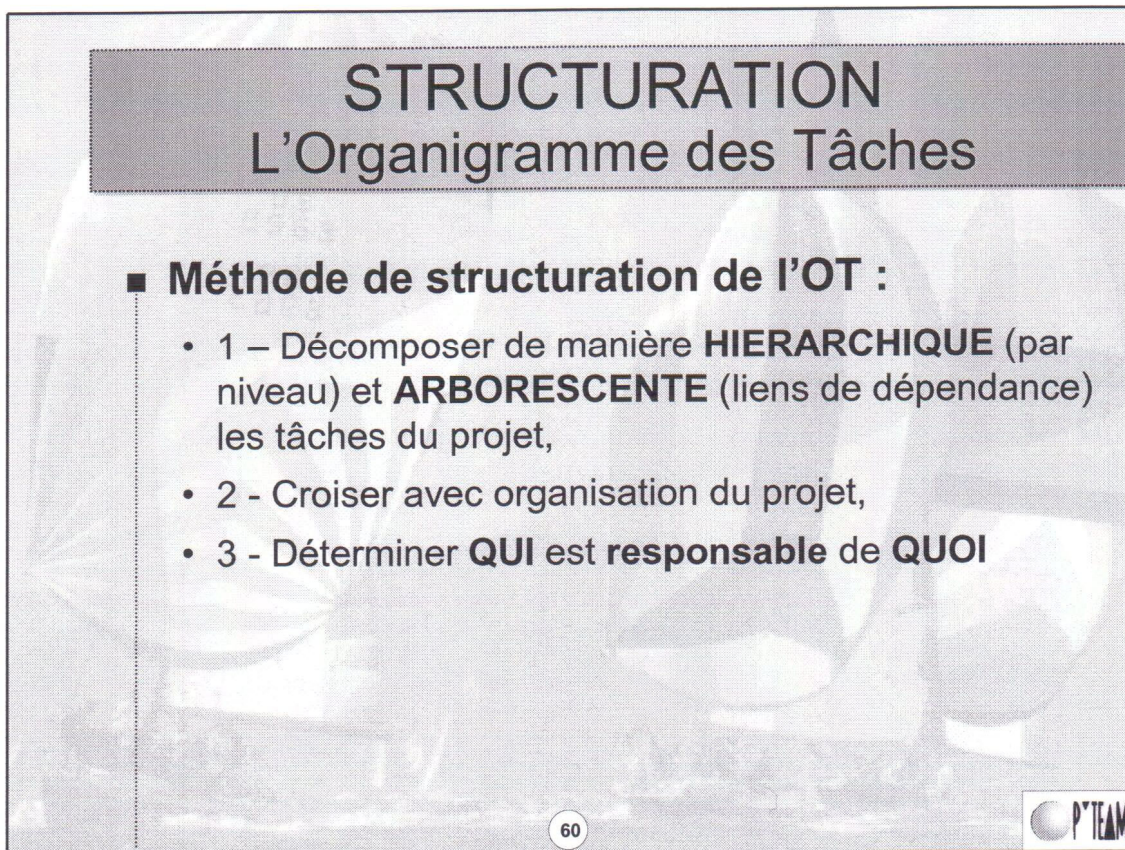 STRUCTURATION
L’Organigramme des Tâches
■ Méthode de structuration de l’OT :
• 1 – Décomposer de manière HIERARCHIQUE (par
niveau) et ARBORESCENTE (liens de dépendance)
les tâches du projet,
• 2 - Croiser avec organisation du projet,
• 3 - Déterminer QUI est responsable de QUOI
60
P*TEAM